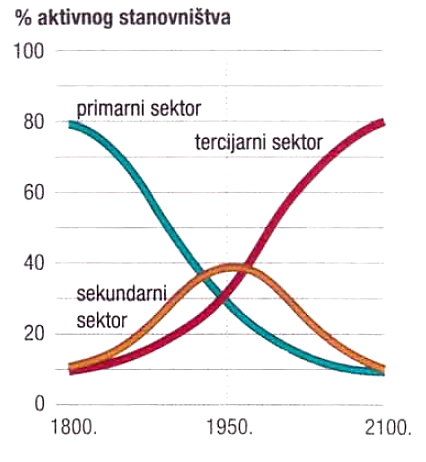 % aktivnog stanovništva
100
primarni sektor
80
tercijarni sektor
60
40
sekundarni
sektor
20
0
1800.
1950.
2100.